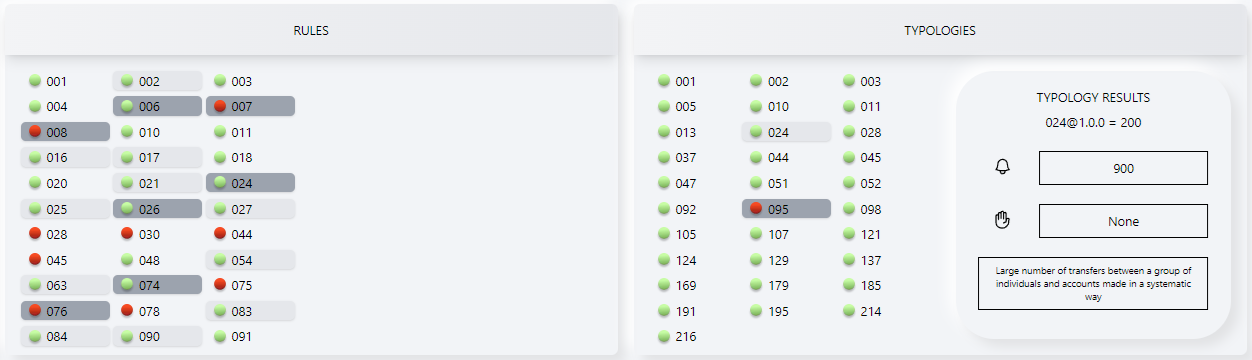 RULES
001 002 003
004 006 007
008 010 011
016 017 018
020 021 024
025 026 027
028 030 044
045 048 054
063 074 075
076 078 083
084 090 091
TYPOLOGIES
001 002 003
005 010 011
013 024 028
037 044 045
047 051 052
092 095 098
105 107 121
124 129 137
169 179 185
191 195 214
216
TYPOLOGY RESULTS
024@1.0.0 = 200
900
None
Large number of transfers between a group of
individuals and accounts made in a systematic
way